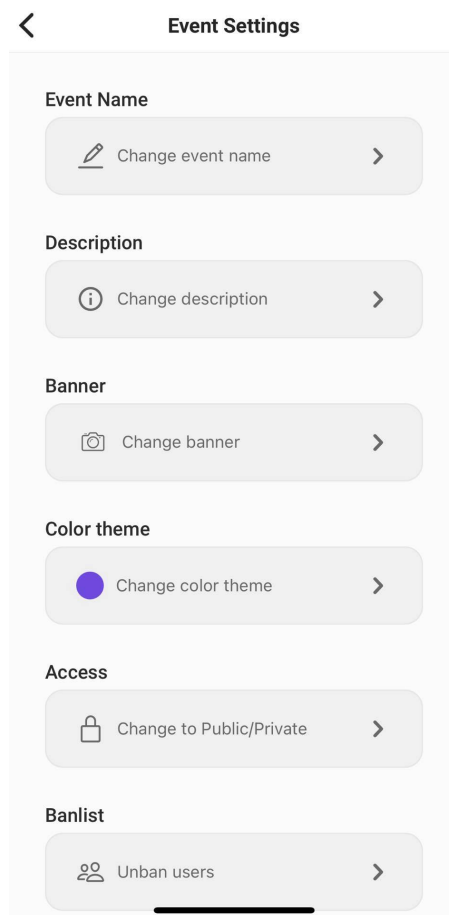 Event Settings
Event Name
Change event name
Description
Change description
Banner
Change banner
Color theme
Change color theme
Access
Change to Public/Private
Banlist
Unban users